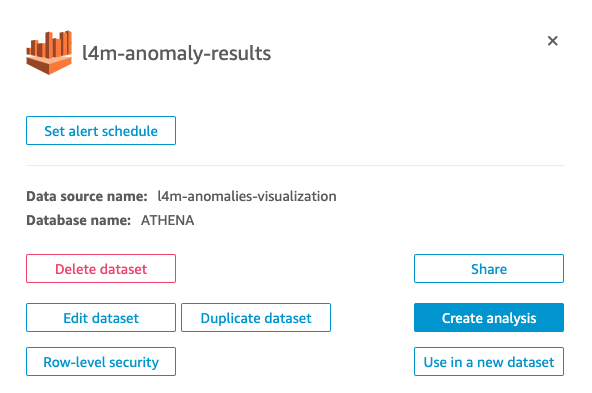 l4m-anomaly-results
Set alert schedule
Data source name: l4m-anomalies-visualization
Database name: ATHENA
Delete dataset
Share
Edit dataset
Duplicate dataset
Create analysis
Row-level security
Use in a new dataset